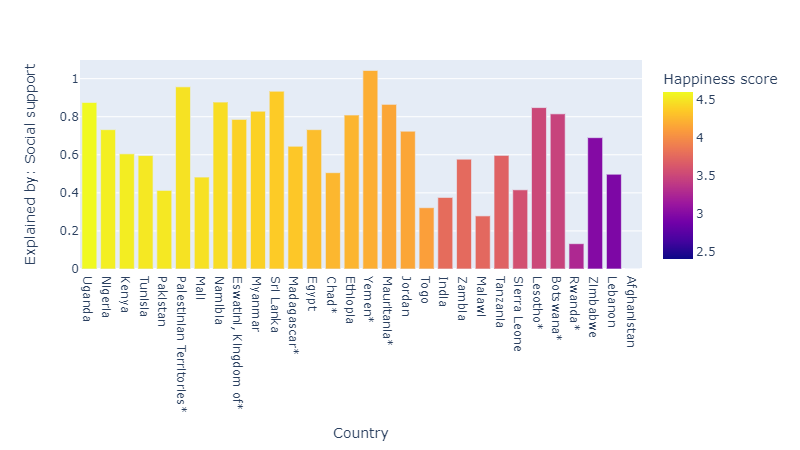 Happiness score
Explained by: Social support
1
0.8
0.6
0.4
0.2
0
4.5
4
3.5
3
2.5
Uganda
Nigeria
Kenya
Tunisia
Pakistan
Palestinian Territories*
Mali
Namibia
Eswatini, Kingdom of*
Myanmar
Sri Lanka
Madagascar*
Egypt
Chad*
Ethiopia
Yemen*
Mauritania*
Jordan
Togo
India
Zambia
Malawi
Tanzania
Sierra Leone
Lesotho*
Botswana*
Rwanda*
Zimbabwe
Lebanon
Afghanistan
Country